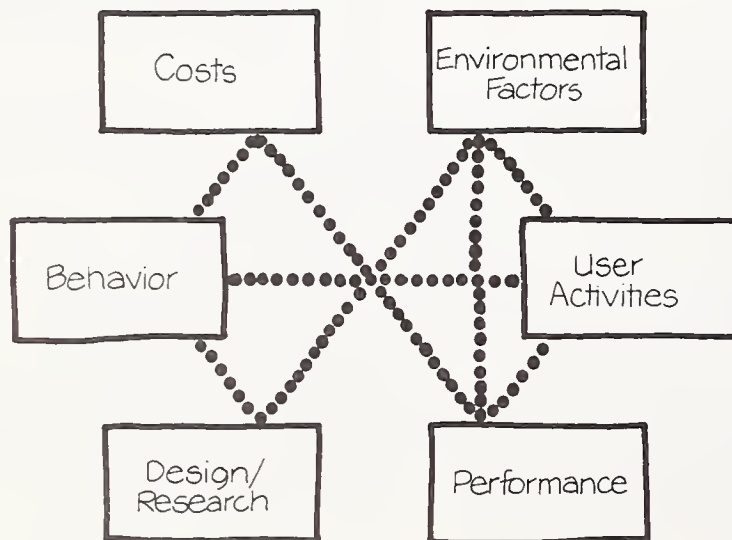 Costs
Environmental
Factors
Behavior
User
Activities
Design/
Research
Performance